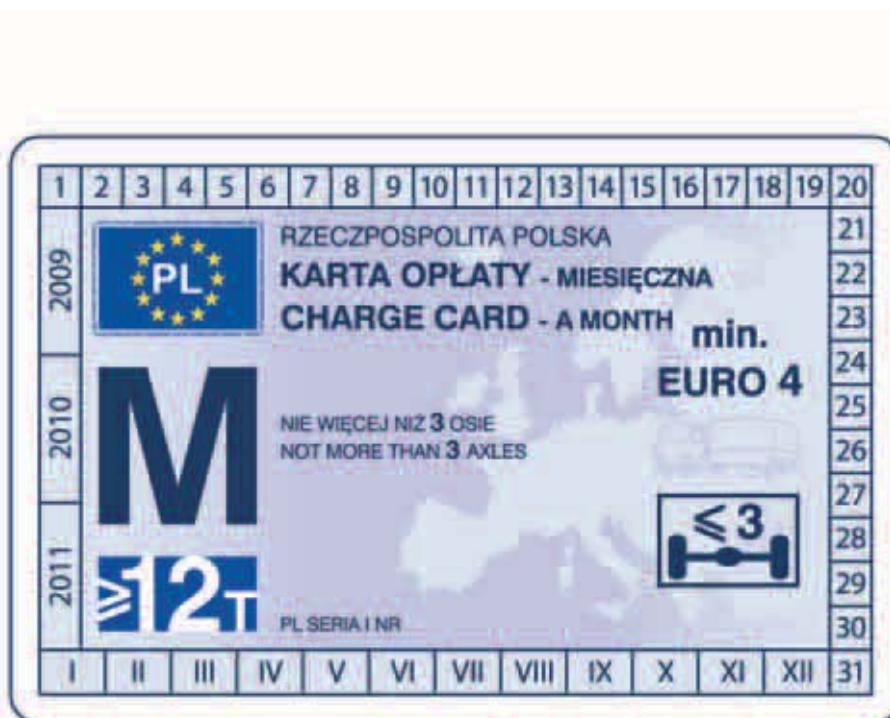 1 2 3 4 5 6 7 8 9 10 11 12 13 14 15 16 17 18 19 20
PL
RZECZPOSPOLITA POLSKA
KARTA OPŁATY - MIESIĘCZNA
CHARGE CARD - A MONTH
min.
EURO 4
M
NIE WIĘCEJ NIŻ 3 OSIE
NOT MORE THAN 3 AXLES
≤ 3
≥12T
PL SERIA I NR
2009
2010
2011
21
22
23
24
25
26
27
28
29
30
I II III IV V VI VII VIII IX X XI XII 31